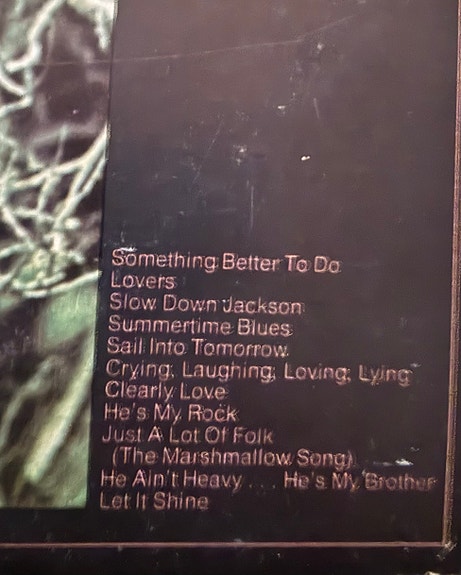 Something Better To Do
Lovers
Slow Down Jackson
Summertime Blues
Sail Into Tomorrow
Crying, Laughing, Loving, Lying
Clearly Love
He's My Rock
Just A Lot Of Folk
(The Marshmallow Song)
He Ain't Heavy . . . He's My Brother
Let It Shine